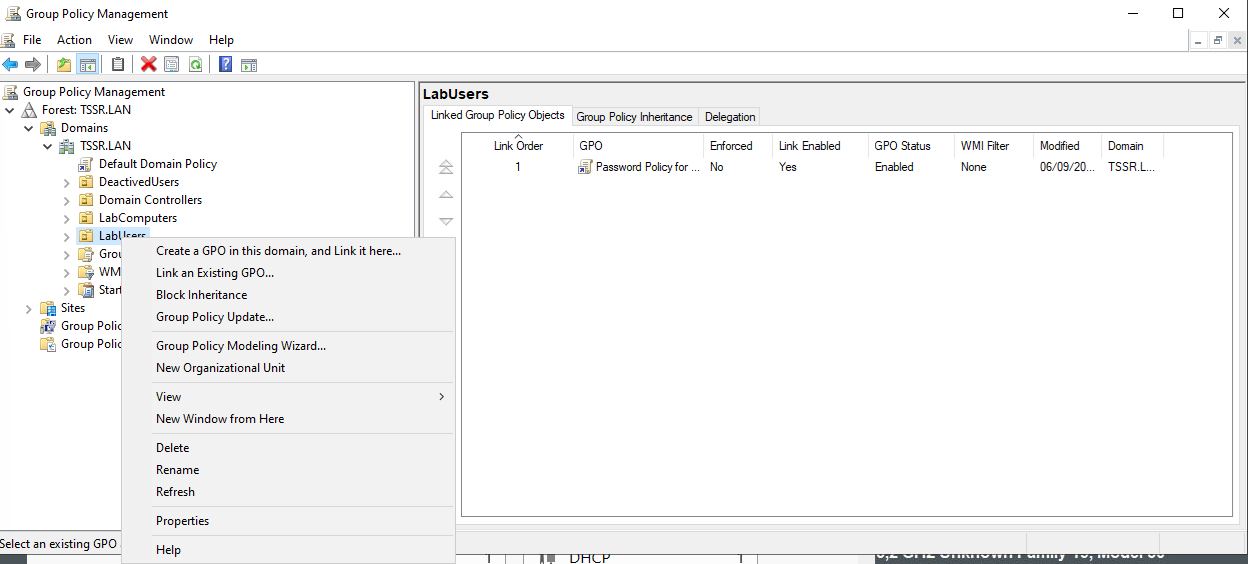 Group Policy Management
File Action View Window Help
Group Policy Management
Forest: TSSR.LAN
Domains
TSSR.LAN
Default Domain Policy
DeactivedUsers
Domain Controllers
LabComputers
LabUsers
Grou
WM
Start
Sites
Group Polic
Group Polic
Create a GPO in this domain, and Link it here...
Link an Existing GPO...
Block Inheritance
Group Policy Update...
Group Policy Modeling Wizard...
New Organizational Unit
View
New Window from Here
Delete
Rename
Refresh
Properties
Help
LabUsers
Linked Group Policy Objects Group Policy Inheritance Delegation
Link Order GPO Enforced Link Enabled GPO Status WMI Filter Modified Domain
1 Password Policy for ... No Yes Enabled None 06/09/20... TSSR.L...
Select an existing GPO
DHCP